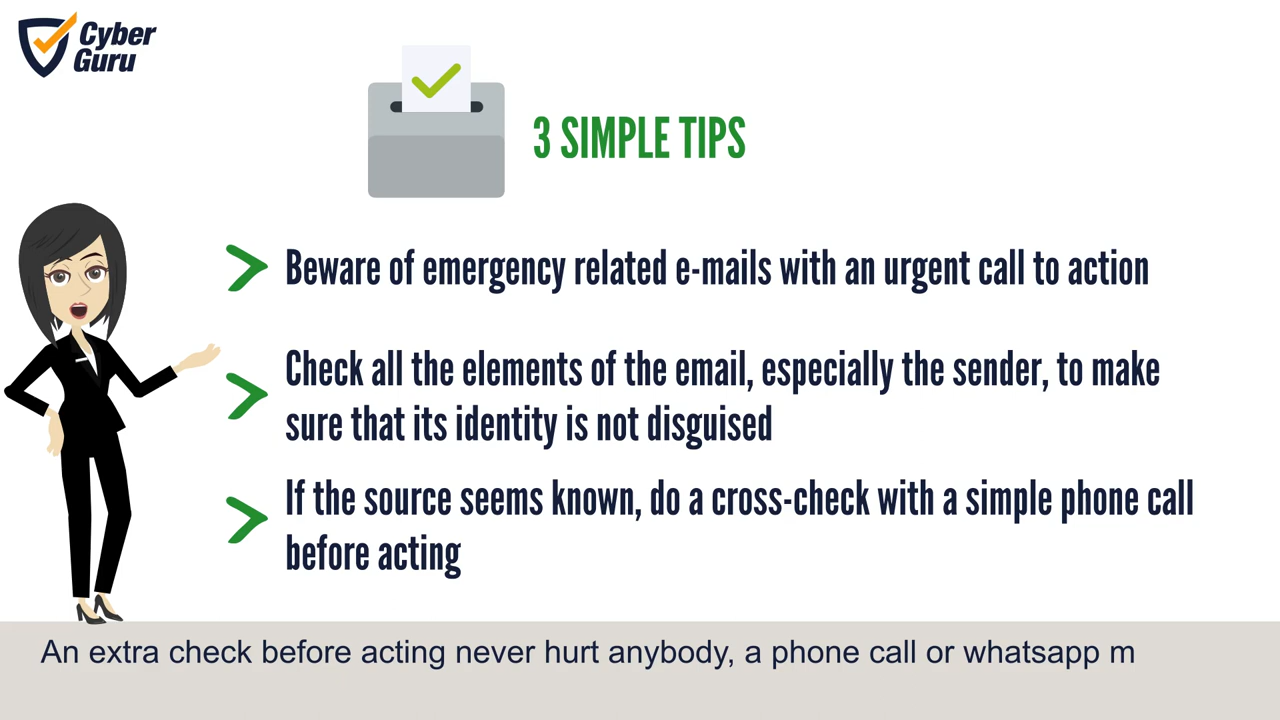 Cyber
Guru
3 SIMPLE TIPS
Beware of emergency related e-mails with an urgent call to action
Check all the elements of the email, especially the sender, to make
sure that its identity is not disguised
If the source seems known, do a cross-check with a simple phone call
before acting
An extra check before acting never hurt anybody, a phone call or whatsapp m